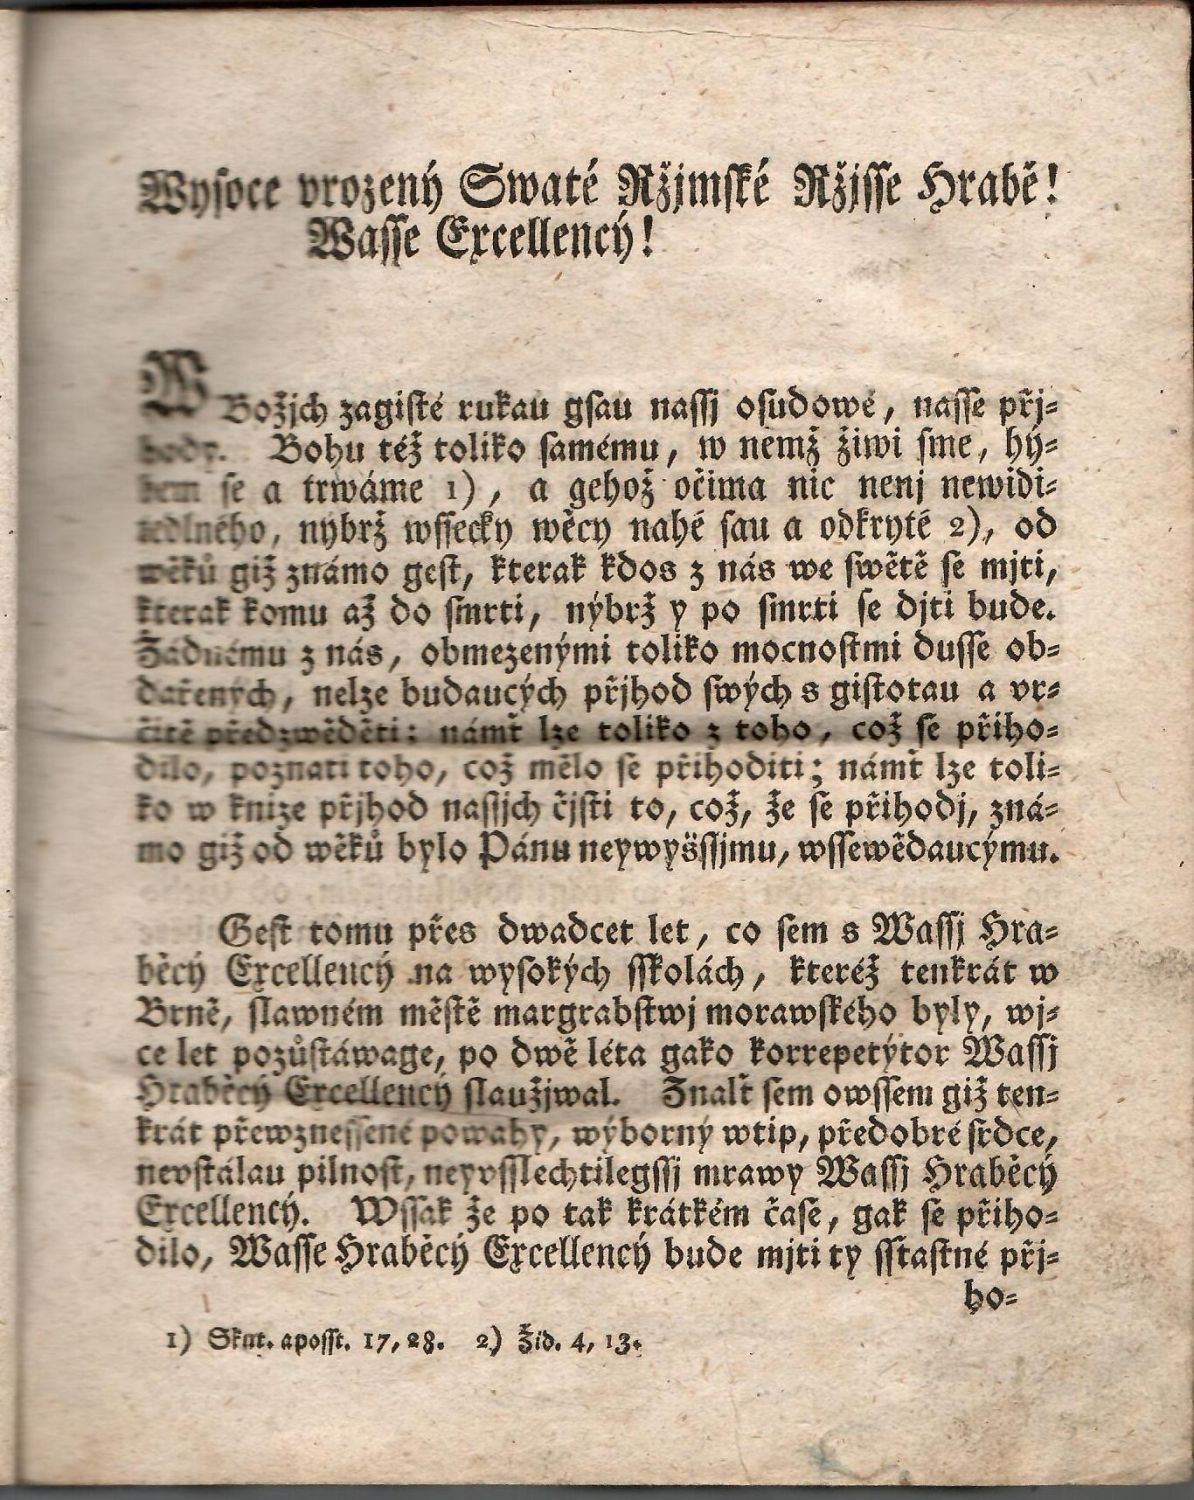 Wysoce vrozený Swaté Ržjmské Ržjsse Hrabě!
Wasse Excellencý!
W Božjch zagisté rukau gsau nassj osudowé, nasse přj-
hody. Bohu též toliko samému, w nemž žiwi sme, hý-
bem se a trwáme 1), a gehož očima nic nenj newidi-
tedlného, nýbrž wssecky wěcy nahé sau a odkryté 2), od
wěků giž známo gest, kterak kdos z nás we swětě se mjti,
kterak komu až do smrti, nýbrž y po smrti se djti bude.
Žádnému z nás, obmezenými toliko mocnostmi dusse ob-
dařených, nelze budaucých přjhod swých s gistotau a vr-
čitě předzwěděti; námť lze toliko z toho, což se přiho-
dilo, poznati toho, což mělo se přihoditi; námť lze toli-
ko w knize přjhod nassjch čjsti to, což, že se přihodj, zná-
mo giž od wěků bylo Pánu neywyšssjmu, wssewědaucýmu.
Gest tomu přes dwadcet let, co sem s Wassj Hra-
běcý Excellencý na wysokých sskolách, kteréž tenkrát w
Brně, slawném městě margrabstwj morawského byly, wj-
ce let pozůstáwage, po dwě léta gako korrepetýtor Wassj
Hraběcý Excellencý slaužjwal. Znalť sem owssem giž ten-
krát přewznessené powahy, wýborný wtip, předobré srdce,
nevstálau pilnost, neyvsslechtilegssj mrawy Wassj Hraběcý
Excellencý. Wssak že po tak krátkém čase, gak se přiho-
dilo, Wasse Hraběcý Excellencý bude mjti ty sstastné přj-
ho-
1) Skut. aposst. 17, 28. 2) Žid. 4, 13.